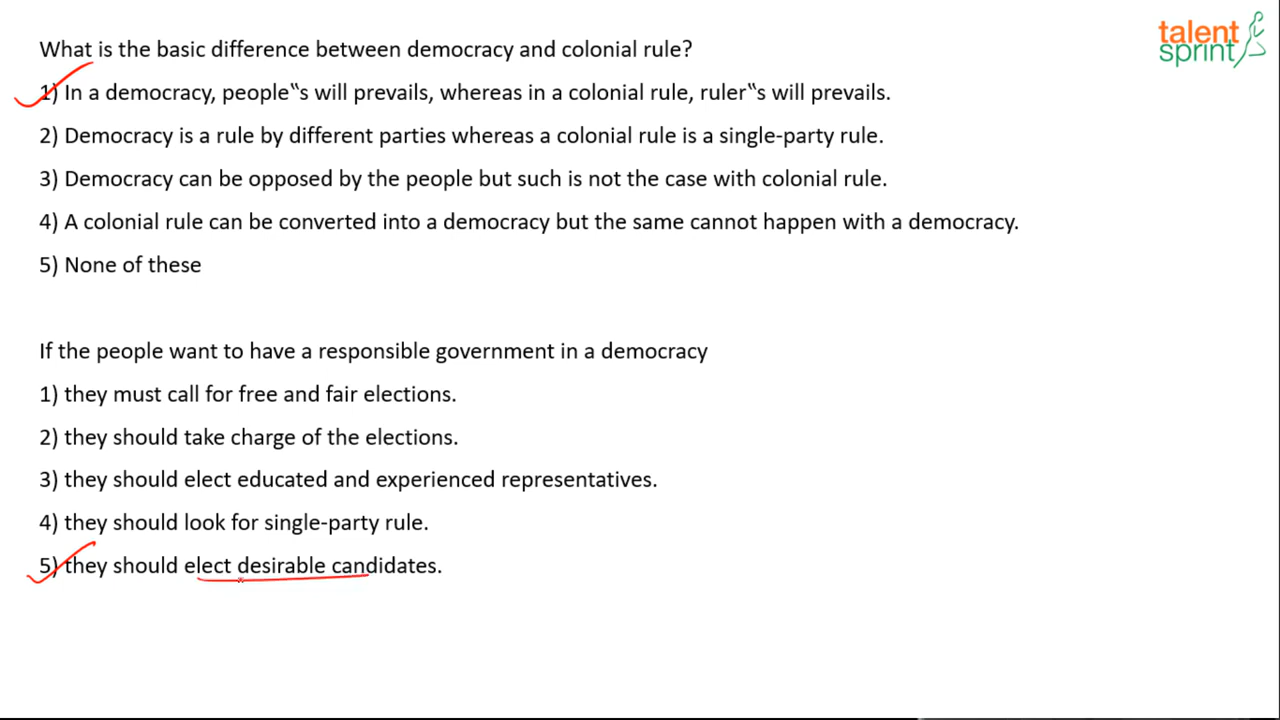 talent
sprint
What is the basic difference between democracy and colonial rule?
1) In a democracy, people‟s will prevails, whereas in a colonial rule, ruler‟s will prevails.
2) Democracy is a rule by different parties whereas a colonial rule is a single-party rule.
3) Democracy can be opposed by the people but such is not the case with colonial rule.
4) A colonial rule can be converted into a democracy but the same cannot happen with a democracy.
5) None of these
If the people want to have a responsible government in a democracy
1) they must call for free and fair elections.
2) they should take charge of the elections.
3) they should elect educated and experienced representatives.
4) they should look for single-party rule.
5) they should elect desirable candidates.